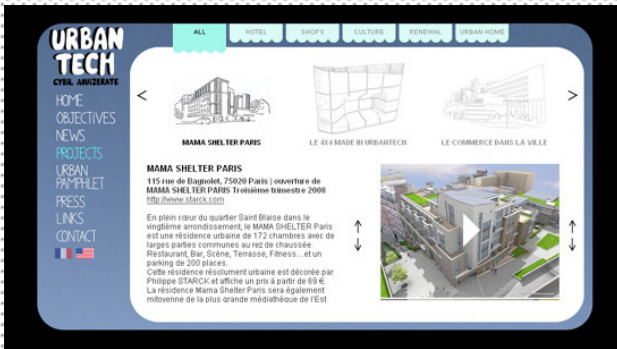 URBAN
TECH
CYRIL AOUIZERATE
HOME
OBJECTIVES
NEWS
PROJECTS
URBAN
PAMPHLET
PRESS
LINKS
CONTACT
ALL
HOTEL
SHOPS
CULTURE
RENEWAL
URBAN HOME
<
>
MAMA SHELTER PARIS
LE 4X4 MADE IN URBANTECH
LE COMMERCE DANS LA VILLE
MAMA SHELTER PARIS
115 rue de Bagnolet, 75020 Paris | ouverture de
MAMA SHELTER PARIS Troisième trimestre 2008
http://www.starck.com
En plein cœur du quartier Saint Blaise dans le
vingtième arrondissement, le MAMA SHELTER Paris
est une résidence urbaine de 172 chambres avec de
larges parties communes au rez de chaussée.
Restaurant, Bar, Scène, Terrasse, Fitness...et un
parking de 200 places.
Cette résidence résolument urbaine est décorée par
Philippe STARCK et affiche un prix à partir de 69 €.
La résidence Mama Shelter Paris sera également
mitoyenne de la plus grande médiathèque de l'Est